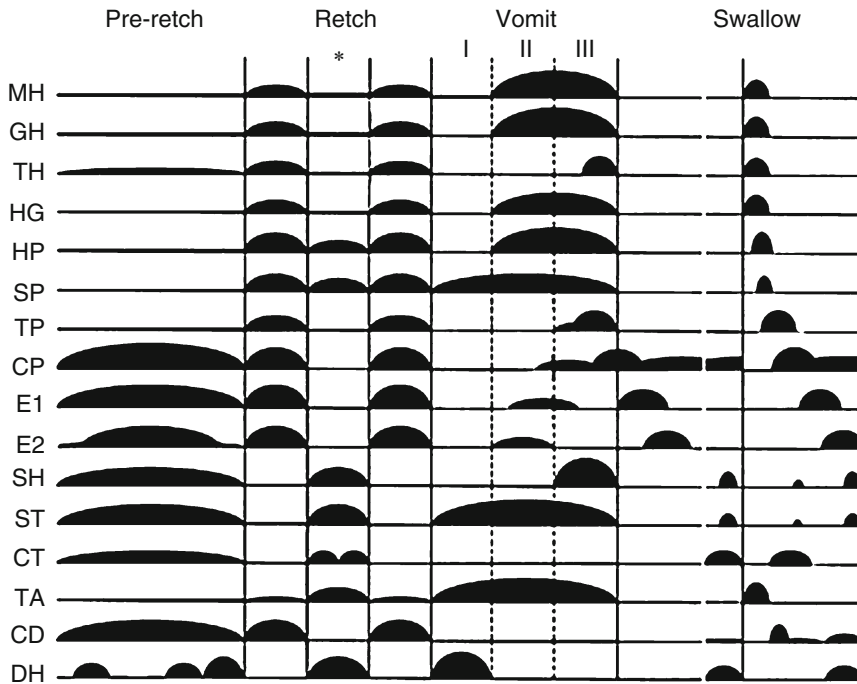 Pre-retch Retch Vomit Swallow
* I II III
MH
GH
TH
HG
HP
SP
TP
CP
E1
E2
SH
ST
CT
TA
CD
DH